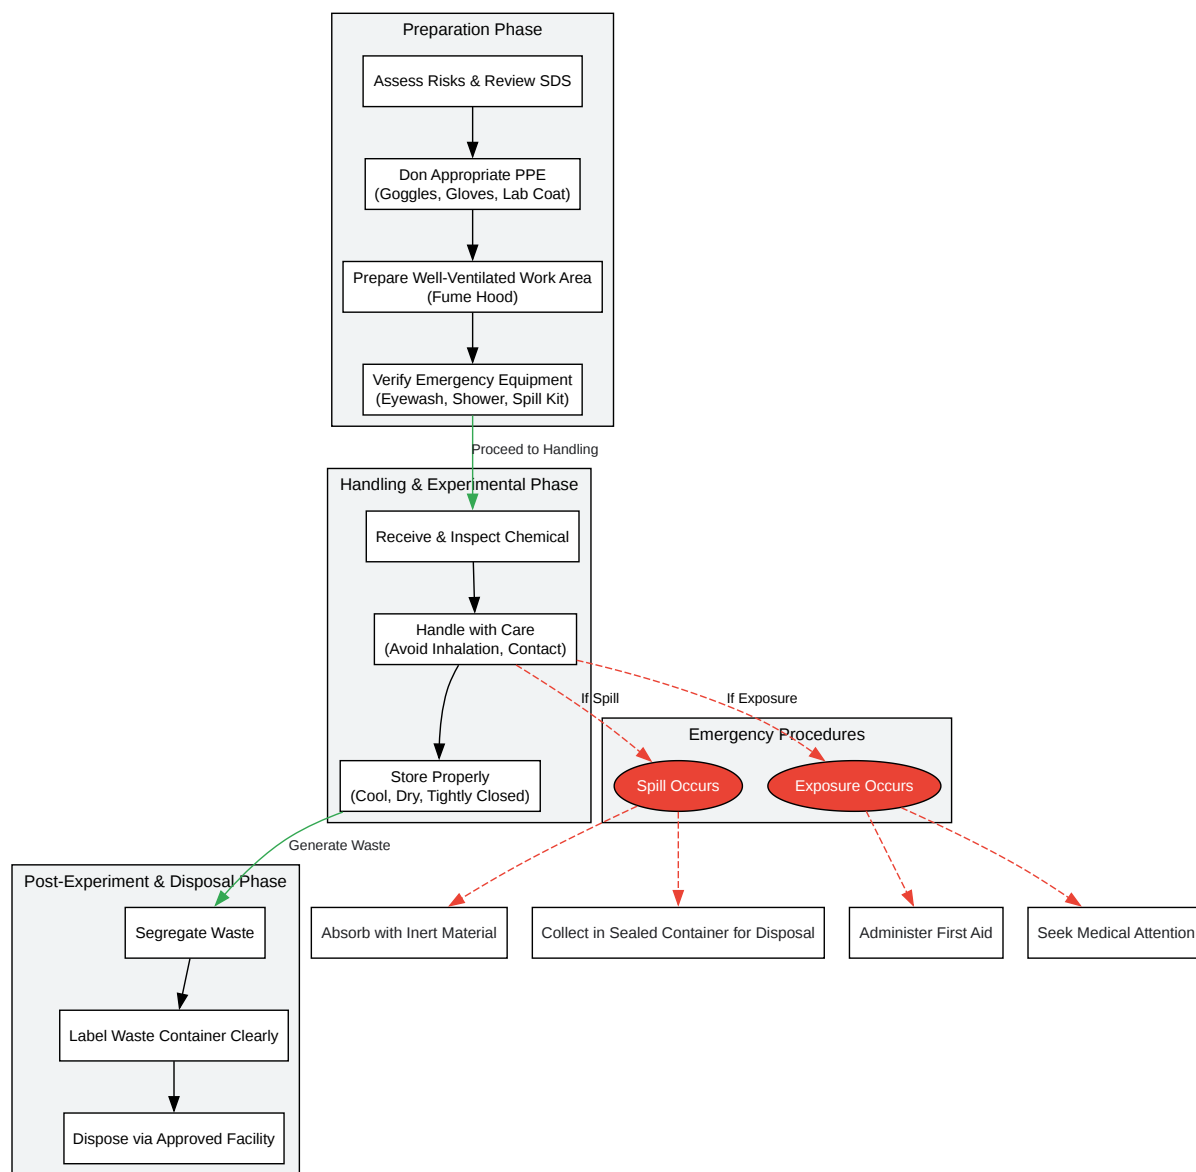 Preparation Phase
Assess Risks & Review SDS
Don Appropriate PPE
(Goggles, Gloves, Lab Coat)
Prepare Well-Ventilated Work Area
(Fume Hood)
Verify Emergency Equipment
(Eyewash, Shower, Spill Kit)
Proceed to Handling
Handling & Experimental Phase
Receive & Inspect Chemical
Handle with Care
(Avoid Inhalation, Contact)
If Spill
If Exposure
Emergency Procedures
Spill Occurs
Exposure Occurs
Store Properly
(Cool, Dry, Tightly Closed)
Generate Waste
Post-Experiment & Disposal Phase
Segregate Waste
Absorb with Inert Material
Collect in Sealed Container for Disposal
Administer First Aid
Seek Medical Attention
Label Waste Container Clearly
Dispose via Approved Facility